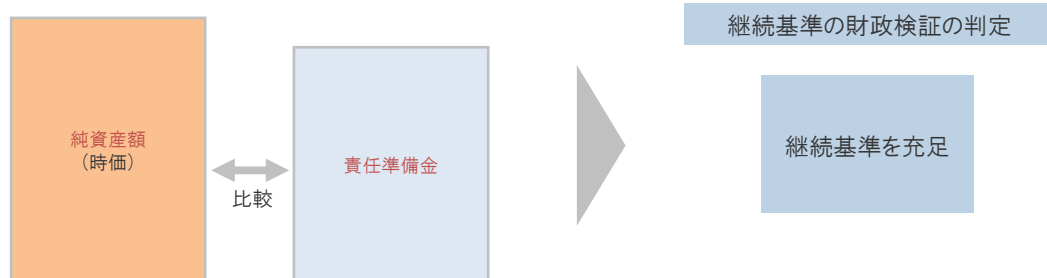 継続基準の財政検証の判定
純資産額
（時価）
比較
責任準備金
継続基準を充足